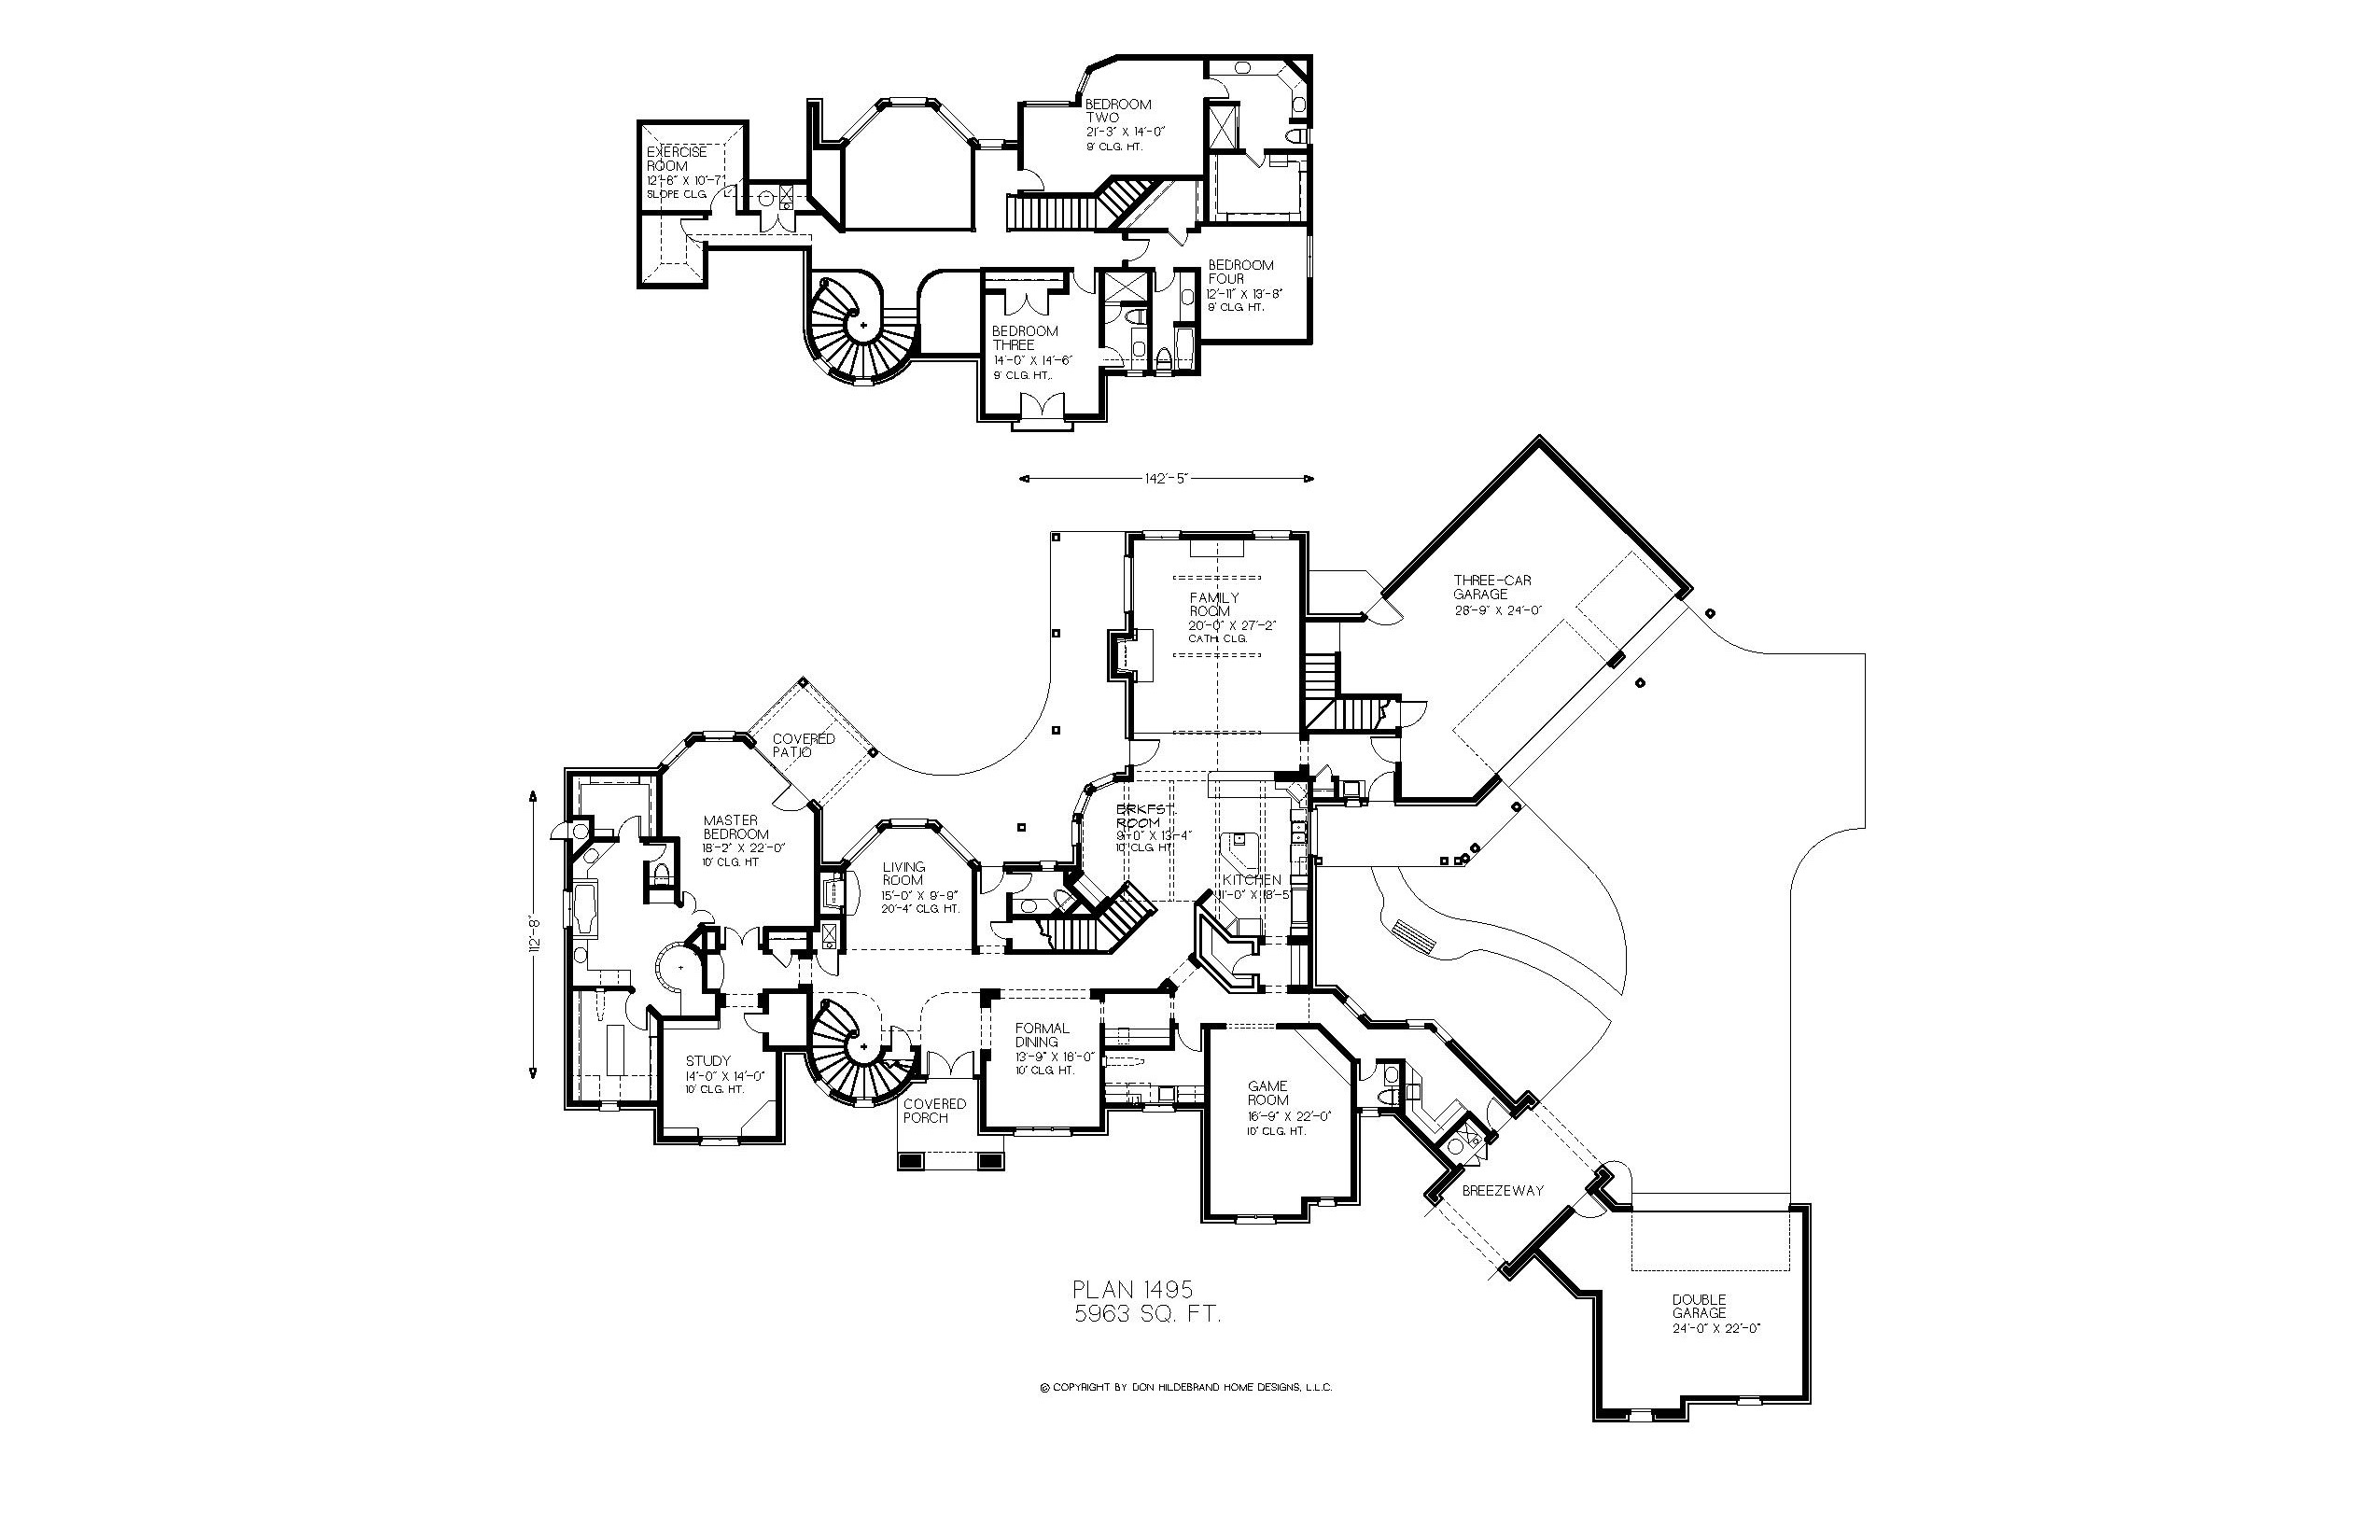 BEDROOM
TWO
21'-3" X 14'-0"
9' CLG. HT.
EXERCISE
ROOM
12'-6" X 10'-7"
SLOPE CLG.
BEDROOM
FOUR
12'-11" X 13'-8"
9' CLG. HT.
BEDROOM
THREE
14'-0" X 14'-6"
9' CLG. HT,.
142'-5"
THREE-CAR
GARAGE
28'-9" X 24'-0"
FAMILY
ROOM
20'-0" X 27'-2"
CATH. CLG.
COVERED
PATIO
MASTER
BEDROOM
18'-2" X 22'-0"
10' CLG. HT
BRKFST.
ROOM
9'-0" X 13'-4"
10' CLG. HT.
LIVING
ROOM
15'-0" X 9'-9"
20'-4" CLG. HT.
KITCHEN
11'-0" X 18'-5"
112'-8"
FORMAL
DINING
13'-9" X 16'-0"
10' CLG. HT.
STUDY
14'-0" X 14'-0"
10' CLG. HT.
GAME
ROOM
16'-9" X 22'-0"
10' CLG. HT.
COVERED
PORCH
BREEZEWAY
PLAN 1495
5963 SQ. FT.
DOUBLE
GARAGE
24'-0" X 22'-0"
© COPYRIGHT BY DON HILDEBRAND HOME DESIGNS, L.L.C.